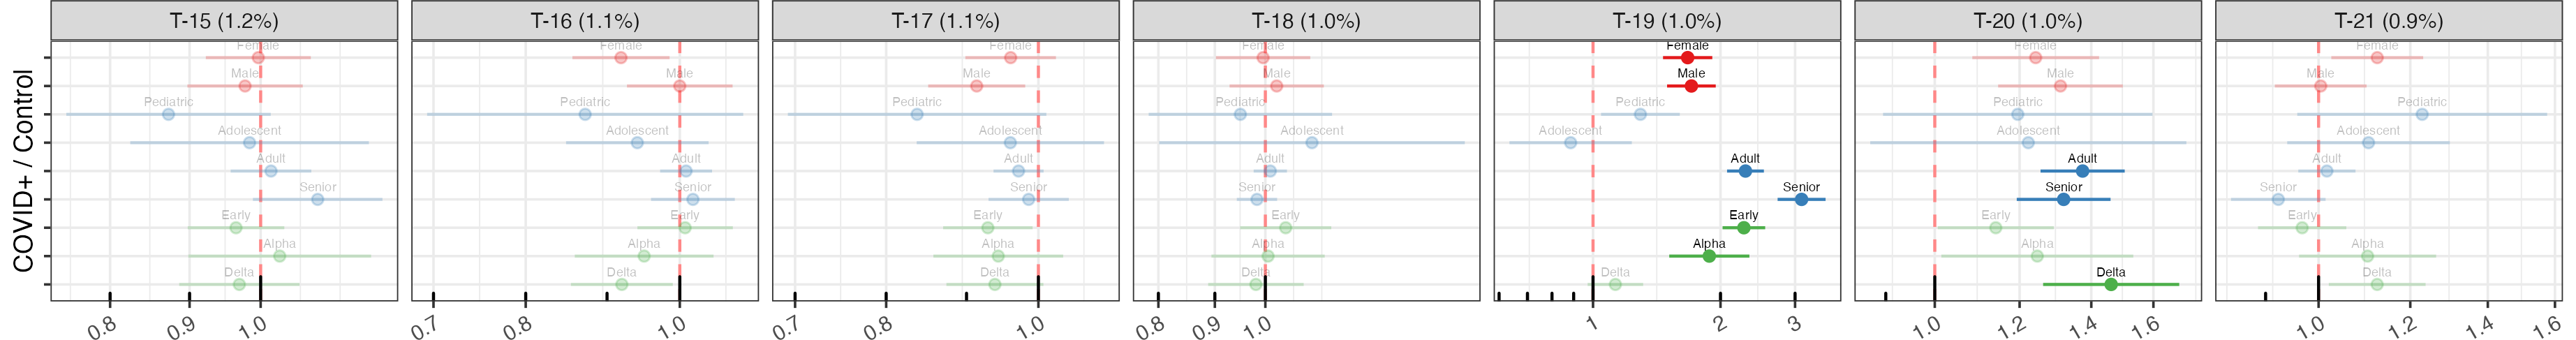 COVID+ / Control
T-15 (1.2%)
Female
Male
Pediatric
Adolescent
Adult
Senior
Early
Alpha
Delta
0.8 0.9 1.0
T-16 (1.1%)
Female
Male
Pediatric
Adolescent
Adult
Senior
Early
Alpha
Delta
0.7 0.8 1.0
T-17 (1.1%)
Female
Male
Pediatric
Adolescent
Adult
Senior
Early
Alpha
Delta
0.7 0.8 1.0
T-18 (1.0%)
Female
Male
Pediatric
Adolescent
Adult
Senior
Early
Alpha
Delta
0.8 0.9 1.0
T-19 (1.0%)
Female
Male
Pediatric
Adolescent
Adult
Senior
Early
Alpha
Delta
1 2 3
T-20 (1.0%)
Female
Male
Pediatric
Adolescent
Adult
Senior
Early
Alpha
Delta
1.0 1.2 1.4 1.6
T-21 (0.9%)
Female
Male
Pediatric
Adolescent
Adult
Senior
Early
Alpha
Delta
1.0 1.2 1.4 1.6